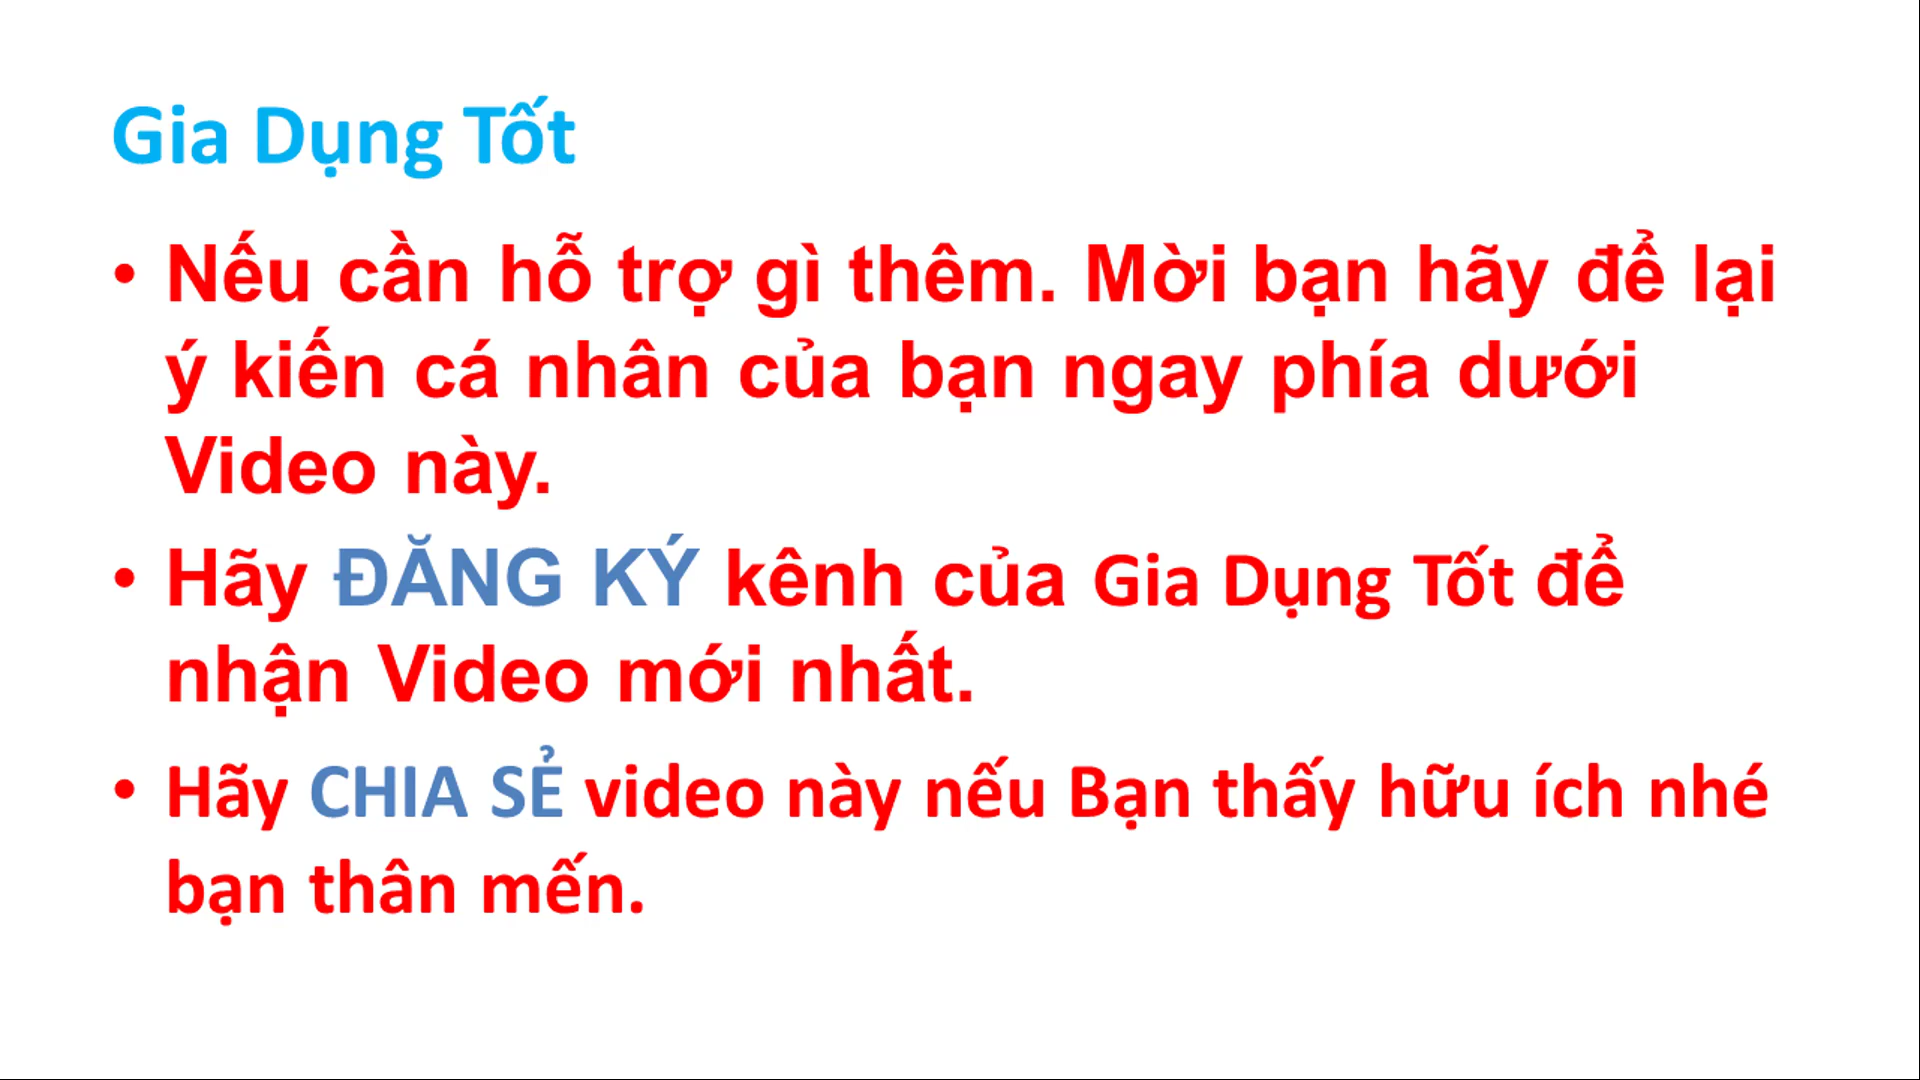 Gia Dụng Tốt
• Nếu cần hỗ trợ gì thêm. Mời bạn hãy để lại
ý kiến cá nhân của bạn ngay phía dưới
Video này.
• Hãy ĐĂNG KÝ kênh của Gia Dụng Tốt để
nhận Video mới nhất.
• Hãy CHIA SẺ video này nếu Bạn thấy hữu ích nhé
bạn thân mến.